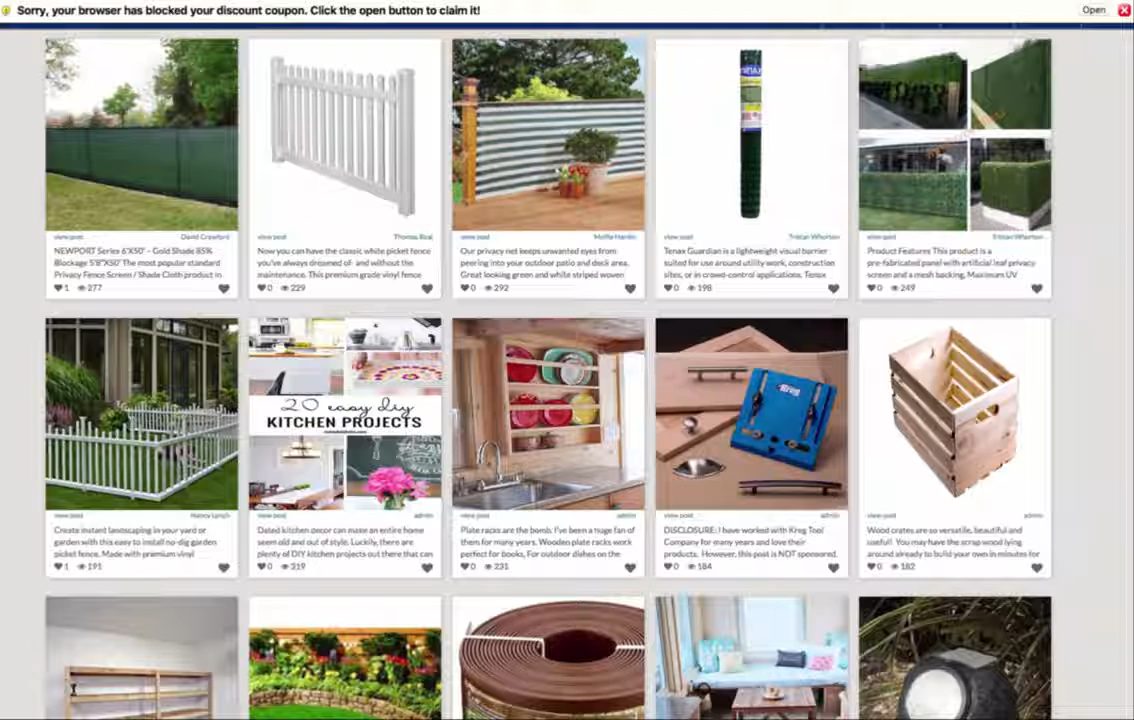 Sorry, your browser has blocked your discount coupon. Click the open button to claim it!
Open
view post David Crawford
NEWPORT Series 6'X50' - Gold Shade 85%
Blockage 5'8"X50' The most popular standard
Privacy Fence Screen / Shade Cloth product in
1 277
view post Thomas
Now you can have the classic white picket fence
you've always dreamed of- and without the
maintenance. This premium grade vinyl fence
0 229
view post
Our privacy net keeps unwanted eyes from
peering into your outdoor patio and deck area.
Great looking green and white striped woven
0 292
view post Tristan Wharton
Tenax Guardian is a lightweight visual barrier
suited for use around utility work, construction
sites, or in crowd-control applications. Tenax
0 198
view post Tristan Wharton
Product Features This product is a
pre-fabricated panel with artificial leaf privacy
screen and a mesh backing, Maximum UV
0 249
20 easy diy
KITCHEN PROJECTS
Kreg
view post Nancy Lynch
Create instant landscaping in your yard or
garden with this easy to install no-dig garden
picket fence. Made with premium vinyl
1 191
view post admin
Dated kitchen decor can make an entire home
seem old and out of style. Luckily, there are
plenty of DIY kitchen projects out there that can
0 319
view post admin
Plate racks are the bomb. I've been a huge fan of
them for many years. Wooden plate racks work
perfect for books, For outdoor dishes on the
0 231
view post admin
DISCLOSURE: I have worked with Kreg Tool
Company for many years and love their
products. However, this post is NOT sponsored.
0 184
view post admin
Wood crates are so versatile, beautiful and
useful! You may have the scrap wood lying
around already to build your own in minutes for
0 182